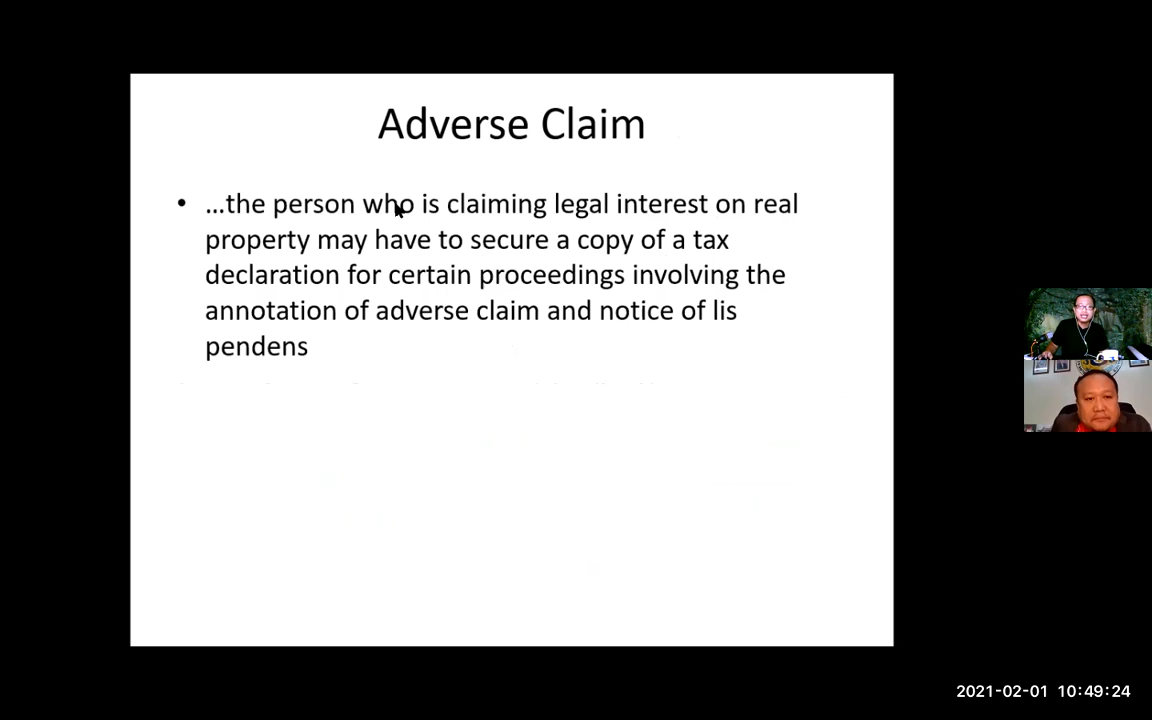 Adverse Claim
• ...the person who is claiming legal interest on real
property may have to secure a copy of a tax
declaration for certain proceedings involving the
annotation of adverse claim and notice of lis
pendens
2021-02-01 10:49:24